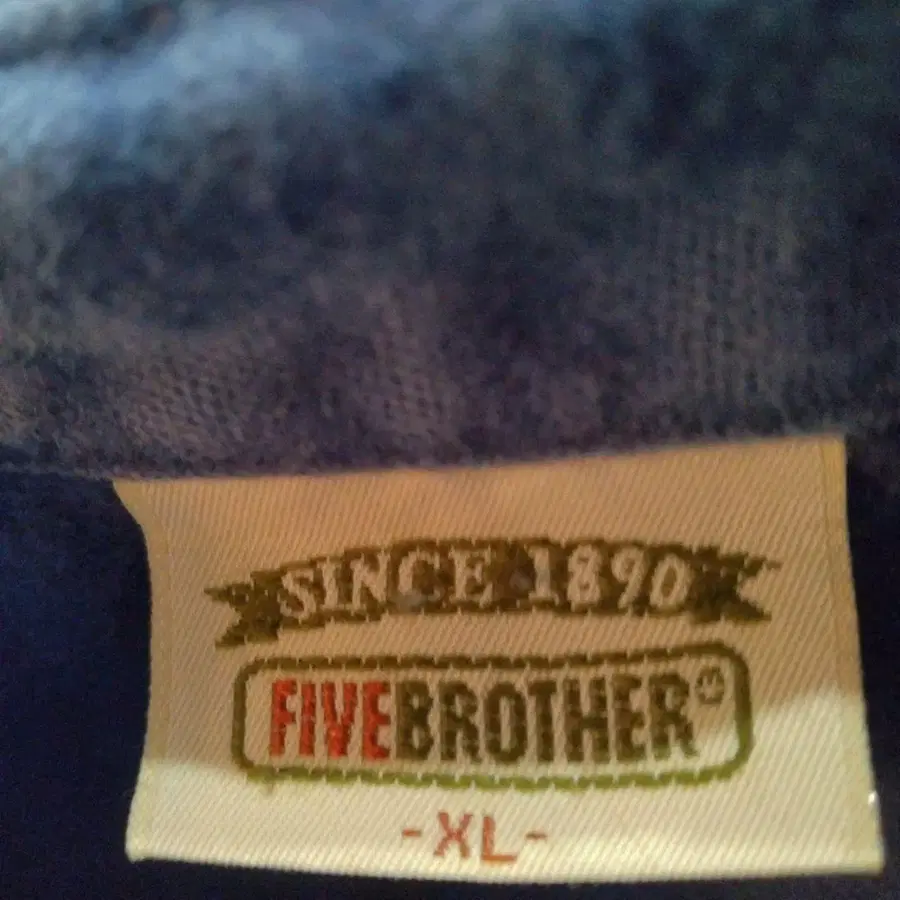 SINCE 1890
FIVEBROTHER®
-XL-